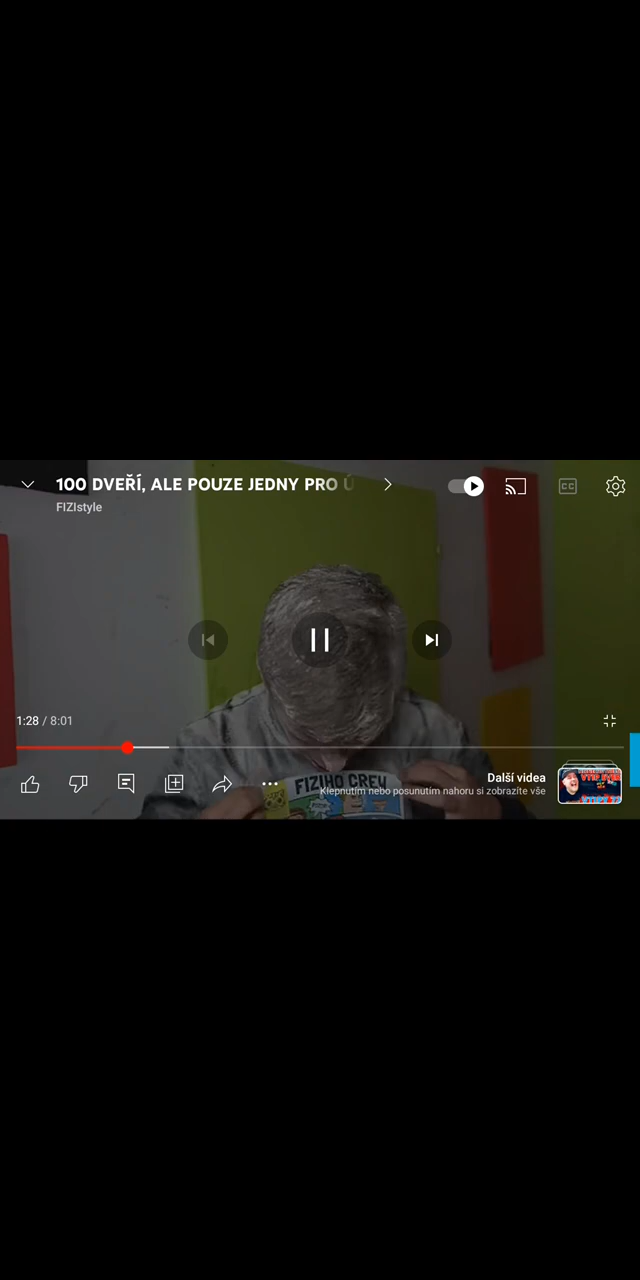 100 DVEŘÍ, ALE POUZE JEDNY PRO Ú
FIZIstyle
CC
1:28 / 8:01
FIZIHO CREW
Další videa
Klepnutím nebo posunutím nahoru si zobrazíte vše